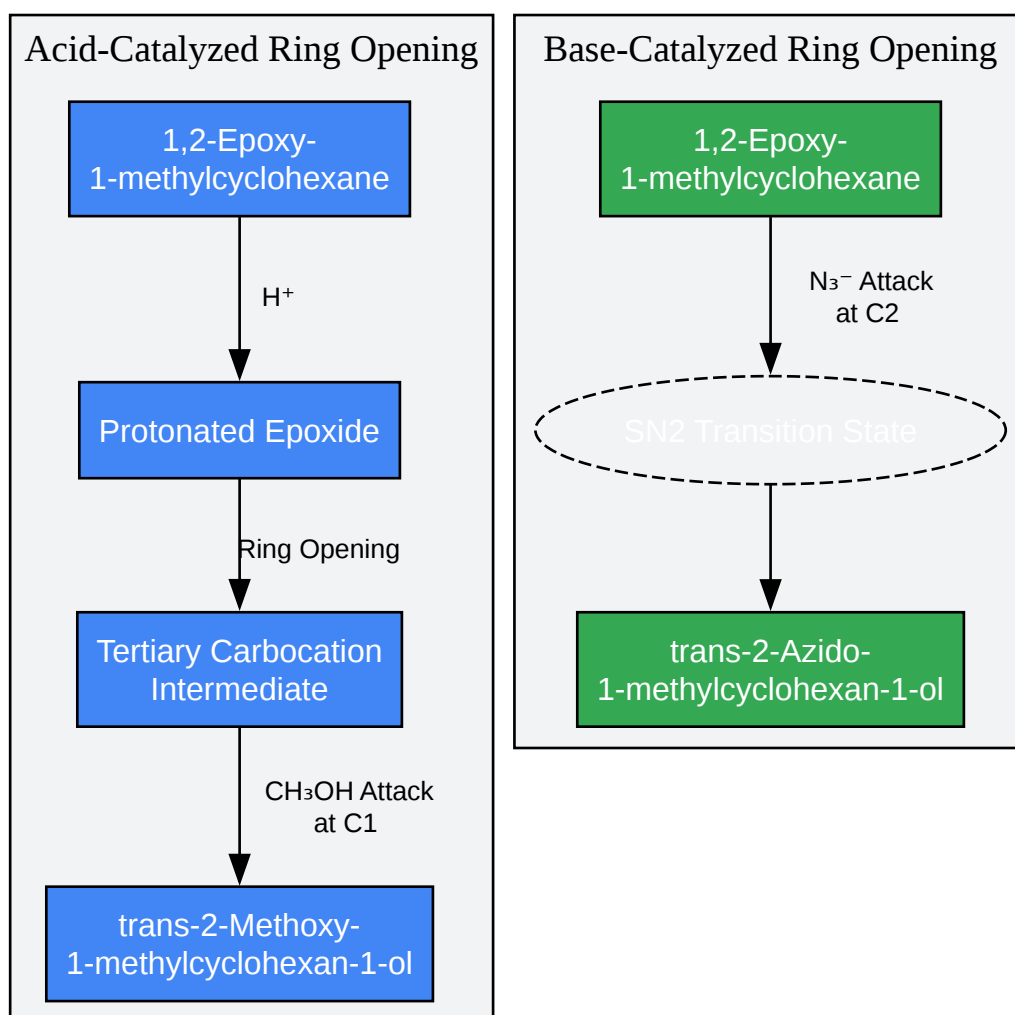 Acid-Catalyzed Ring Opening
1,2-Epoxy-
1-methylcyclohexane
H⁺
Protonated Epoxide
Ring Opening
Tertiary Carbocation
Intermediate
CH₃OH Attack
at C1
trans-2-Methoxy-
1-methylcyclohexan-1-ol
Base-Catalyzed Ring Opening
1,2-Epoxy-
1-methylcyclohexane
N₃⁻ Attack
at C2
SN2 Transition State
trans-2-Azido-
1-methylcyclohexan-1-ol